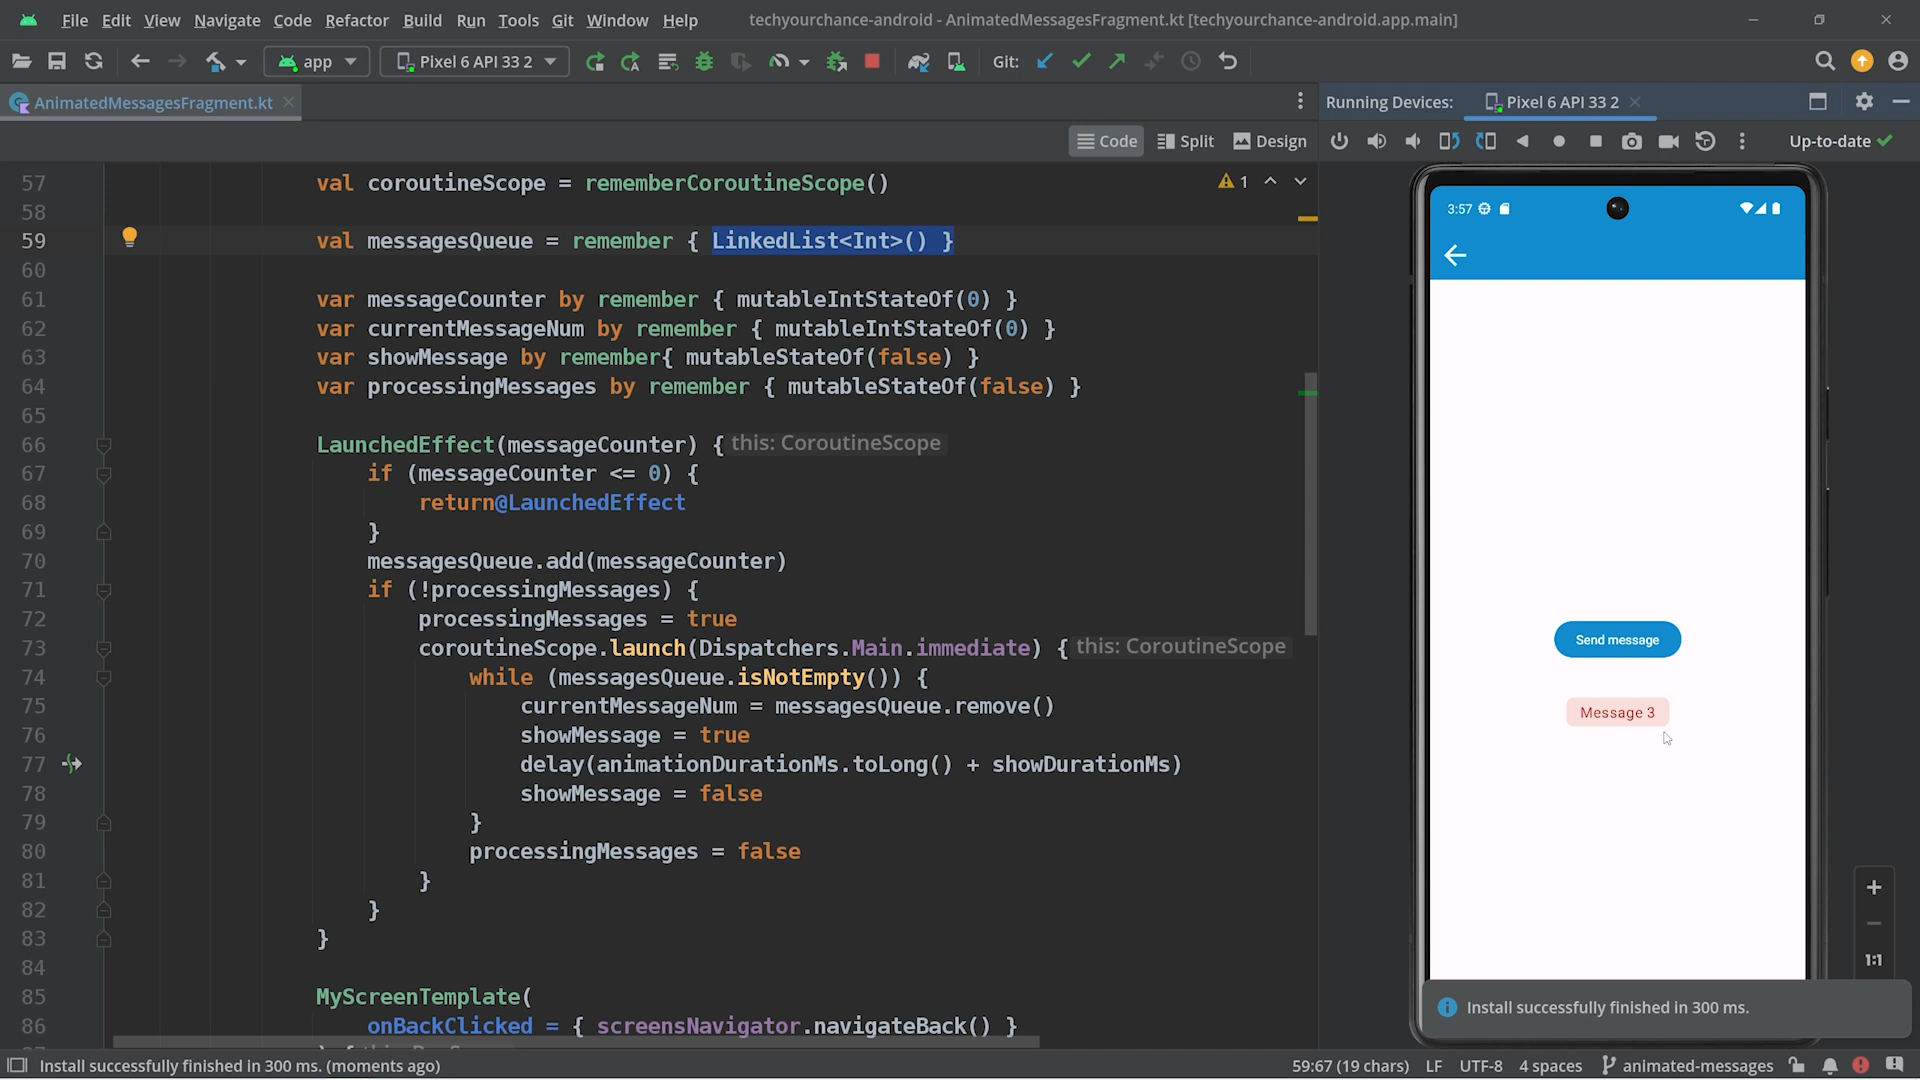 File Edit View Navigate Code Refactor Build Run Tools Git Window Help techyourchance-android - AnimatedMessagesFragment.kt [techyourchance-android.app.main]
app Pixel 6 API 33 2 Git:
AnimatedMessagesFragment.kt Running Devices: Pixel 6 API 33 2
Code Split Design Up-to-date
57 val coroutineScope = rememberCoroutineScope() 1
58
59 val messagesQueue = remember { LinkedList<Int>() }
60
61 var messageCounter by remember { mutableIntStateOf(0) }
62 var currentMessageNum by remember { mutableIntStateOf(0) }
63 var showMessage by remember{ mutableStateOf(false) }
64 var processingMessages by remember { mutableStateOf(false) }
65
66 LaunchedEffect(messageCounter) { this: CoroutineScope
67 if (messageCounter <= 0) {
68 return@LaunchedEffect
69 }
70 messagesQueue.add(messageCounter)
71 if (!processingMessages) {
72 processingMessages = true
73 coroutineScope.launch(Dispatchers.Main.immediate) { this: CoroutineScope
74 while (messagesQueue.isNotEmpty()) {
75 currentMessageNum = messagesQueue.remove()
76 showMessage = true
77 delay(animationDurationMs.toLong() + showDurationMs)
78 showMessage = false
79 }
80 processingMessages = false
81 }
82 }
83 }
84
85 MyScreenTemplate(
86 onBackClicked = { screensNavigator.navigateBack() }
3:57
Send message
Message 3
1:1
Install successfully finished in 300 ms.
Install successfully finished in 300 ms. (moments ago) 59:67 (19 chars) LF UTF-8 4 spaces animated-messages